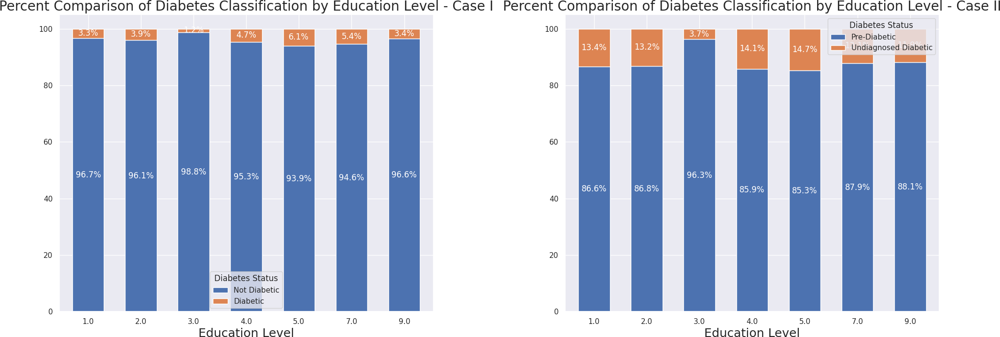 Percent Comparison of Diabetes Classification by Education Level - Case I
100
80
60
40
20
0
3.3% 3.9% 1.2% 4.7% 6.1% 5.4% 3.4%
96.7% 96.1% 98.8% 95.3% 93.9% 94.6% 96.6%
Diabetes Status
Not Diabetic
Diabetic
1.0 2.0 3.0 4.0 5.0 7.0 9.0
Education Level
Percent Comparison of Diabetes Classification by Education Level - Case II
Diabetes Status
Pre-Diabetic
Undiagnosed Diabetic
100
80
60
40
20
0
13.4% 13.2% 3.7% 14.1% 14.7% 12.1% 11.9%
86.6% 86.8% 96.3% 85.9% 85.3% 87.9% 88.1%
1.0 2.0 3.0 4.0 5.0 7.0 9.0
Education Level